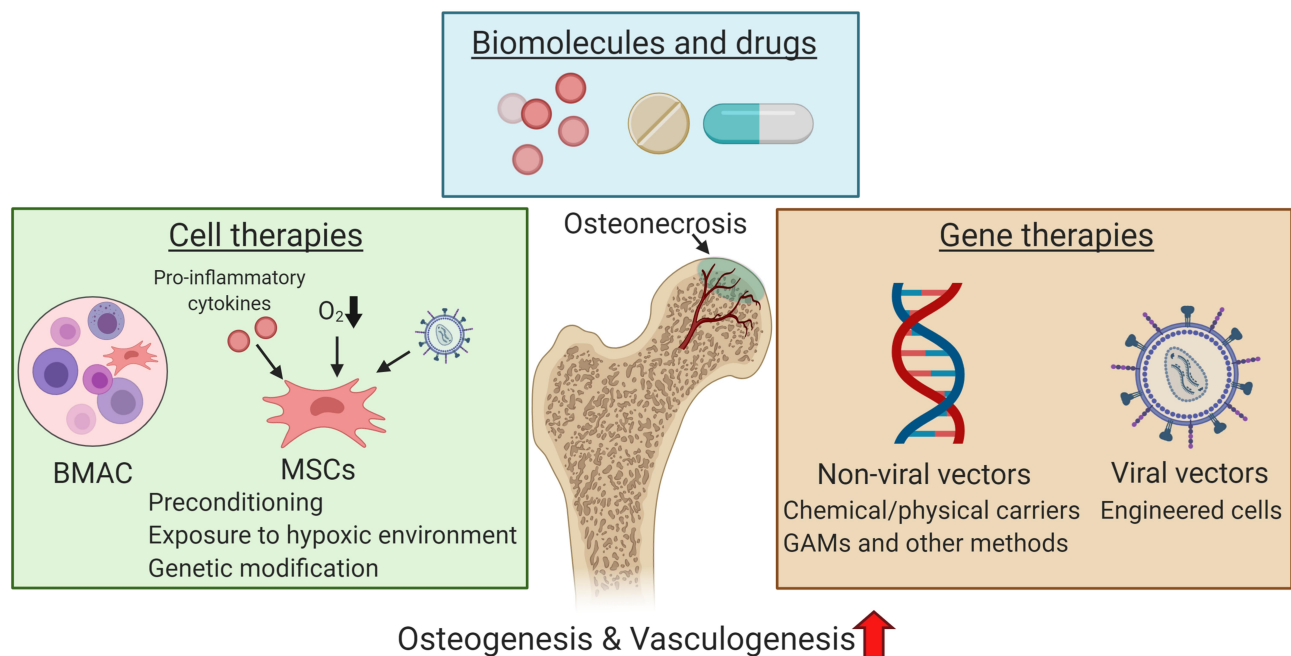 Biomolecules and drugs
Cell therapies
Pro-inflammatory
cytokines
O2
BMAC
MSCs
Preconditioning
Exposure to hypoxic environment
Genetic modification
Osteonecrosis
Gene therapies
Non-viral vectors
Chemical/physical carriers
GAMs and other methods
Viral vectors
Engineered cells
Osteogenesis & Vasculogenesis